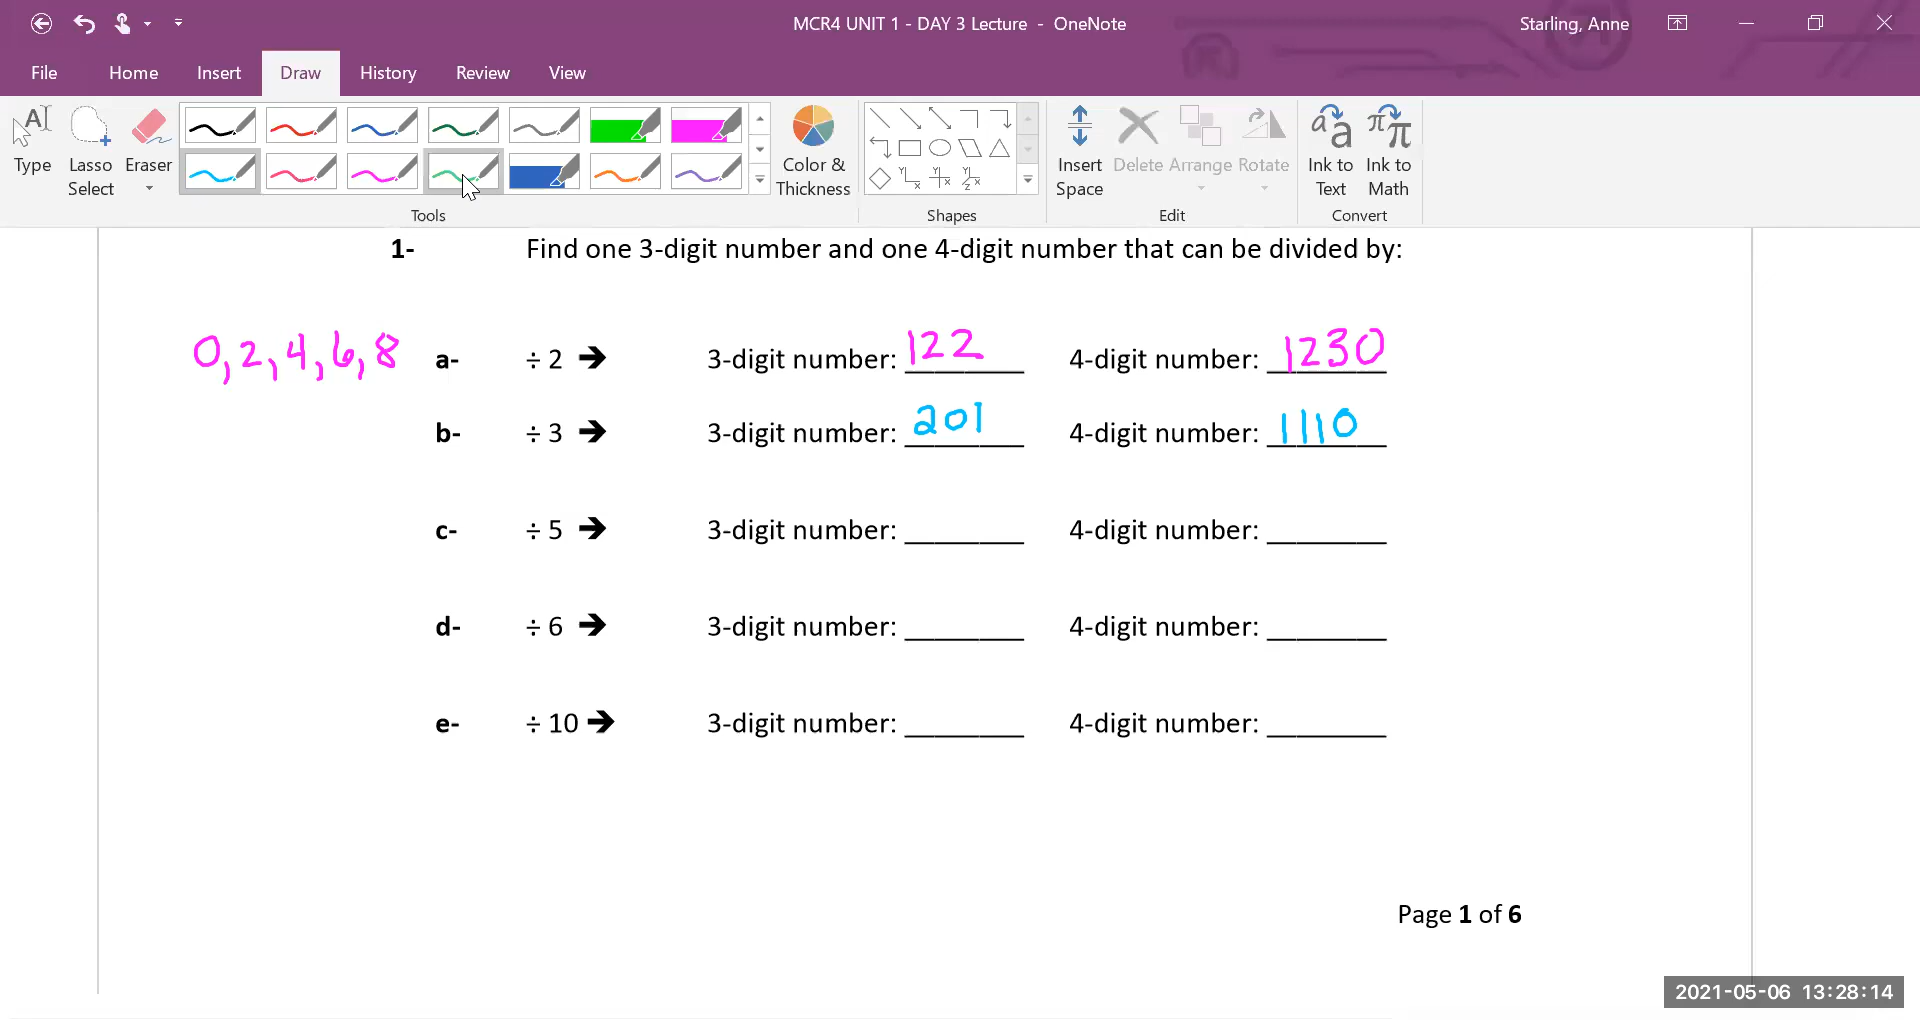 MCR4 UNIT 1 - DAY 3 Lecture - OneNote
Starling, Anne
File Home Insert Draw History Review View
Type
Lasso Select
Eraser
Color & Thickness
Insert Space
Delete
Arrange
Rotate
Ink to Text
Ink to Math
Tools
Shapes
Edit
Convert
1- Find one 3-digit number and one 4-digit number that can be divided by:
0, 2, 4, 6, 8 a- ÷ 2 ➔ 3-digit number: 122 4-digit number: 1230
b- ÷ 3 ➔ 3-digit number: 201 4-digit number: 1110
c- ÷ 5 ➔ 3-digit number: ________ 4-digit number: ________
d- ÷ 6 ➔ 3-digit number: ________ 4-digit number: ________
e- ÷ 10 ➔ 3-digit number: ________ 4-digit number: ________
Page 1 of 6
2021-05-06 13:28:14